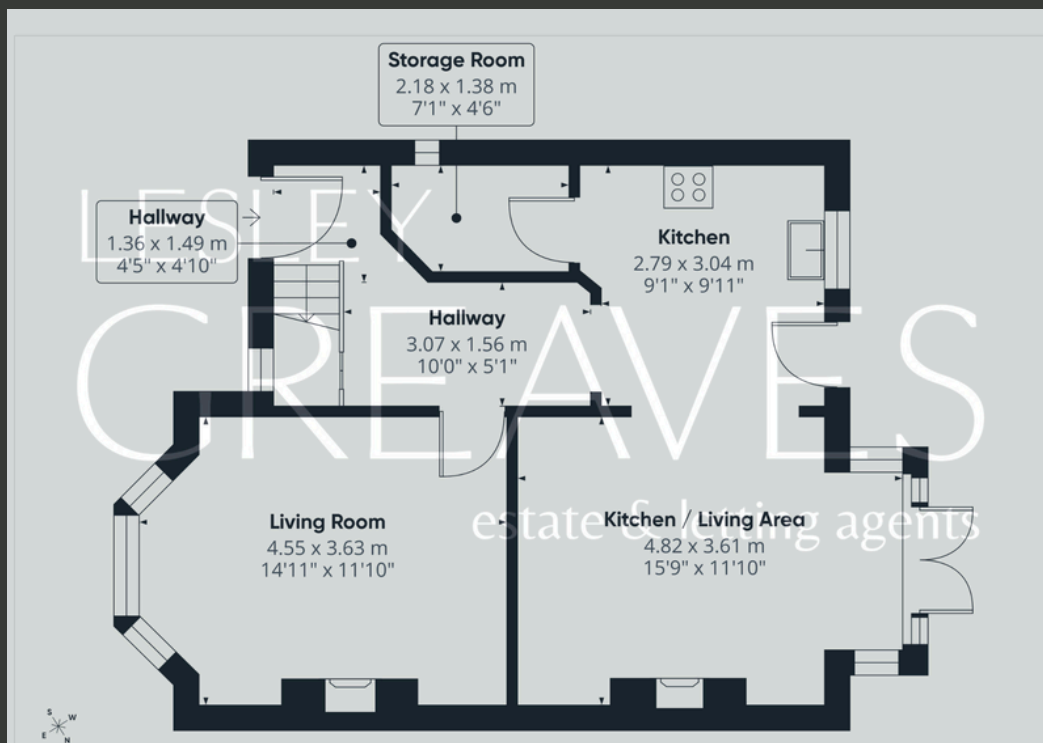 Storage Room
2.18 x 1.38 m
7'1" x 4'6"
LESLEY
Hallway
1.36 x 1.49 m
4'5" x 4'10"
Kitchen
2.79 x 3.04 m
9'1" x 9'11"
GREAVES
Hallway
3.07 x 1.56 m
10'0" x 5'1"
estate & letting agents
Living Room
4.55 x 3.63 m
14'11" x 11'10"
Kitchen / Living Area
4.82 x 3.61 m
15'9" x 11'10"
S W
E N